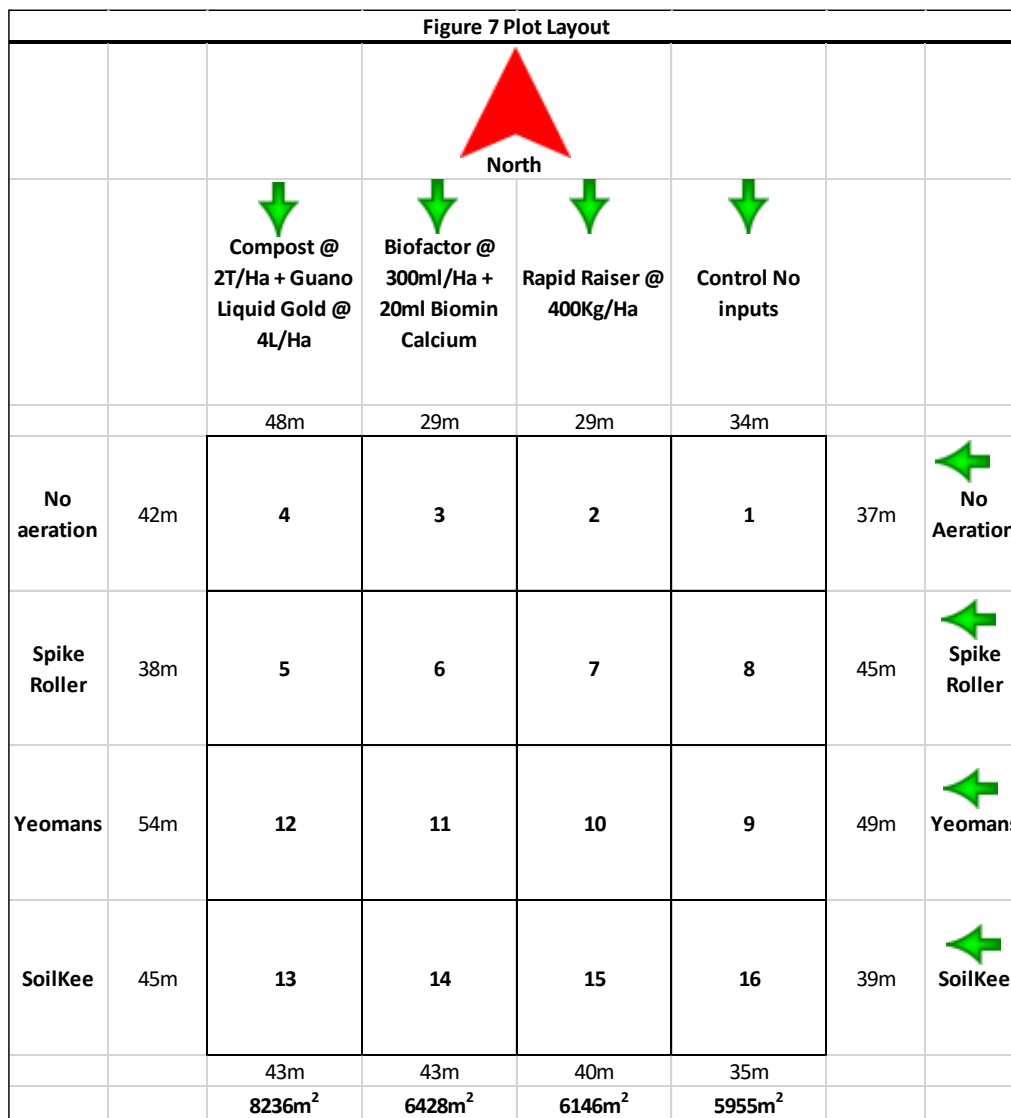 Figure 7 Plot Layout
North
Compost @
2T/Ha + Guano
Liquid Gold @
4L/Ha
Biofactor @
300ml/Ha +
20ml Biomin
Calcium
Rapid Raiser @
400Kg/Ha
Control No
inputs
48m 29m 29m 34m
No
aeration
42m 4 3 2 1 37m
No
Aeration
Spike
Roller
38m 5 6 7 8 45m
Spike
Roller
Yeomans 54m 12 11 10 9 49m Yeomans
SoilKee 45m 13 14 15 16 39m SoilKee
43m 43m 40m 35m
8236m² 6428m² 6146m² 5955m²